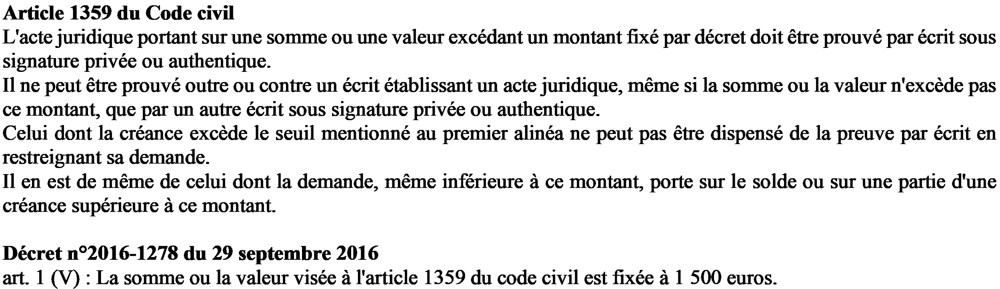 Article 1359 du Code civil
L'acte juridique portant sur une somme ou une valeur excédant un montant fixé par décret doit être prouvé par écrit sous
signature privée ou authentique.
Il ne peut être prouvé outre ou contre un écrit établissant un acte juridique, même si la somme ou la valeur n'excède pas
ce montant, que par un autre écrit sous signature privée ou authentique.
Celui dont la créance excède le seuil mentionné au premier alinéa ne peut pas être dispensé de la preuve par écrit en
restreignant sa demande.
Il en est de même de celui dont la demande, même inférieure à ce montant, porte sur le solde ou sur une partie d'une
créance supérieure à ce montant.
Décret n°2016-1278 du 29 septembre 2016
art. 1 (V) : La somme ou la valeur visée à l'article 1359 du code civil est fixée à 1 500 euros.